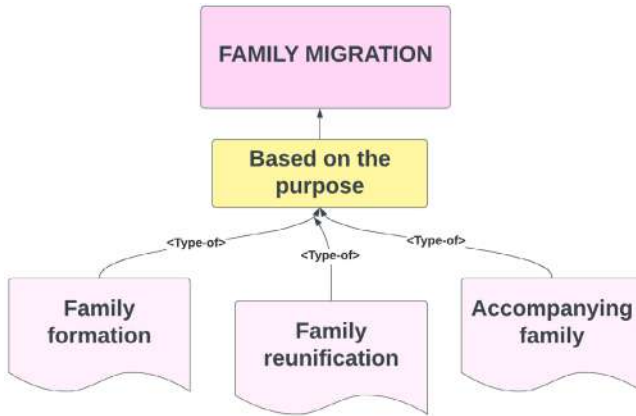 FAMILY MIGRATION
Based on the
purpose
<Type-of>
<Type-of>
<Type-of>
Family
formation
Family
reunification
Accompanying
family